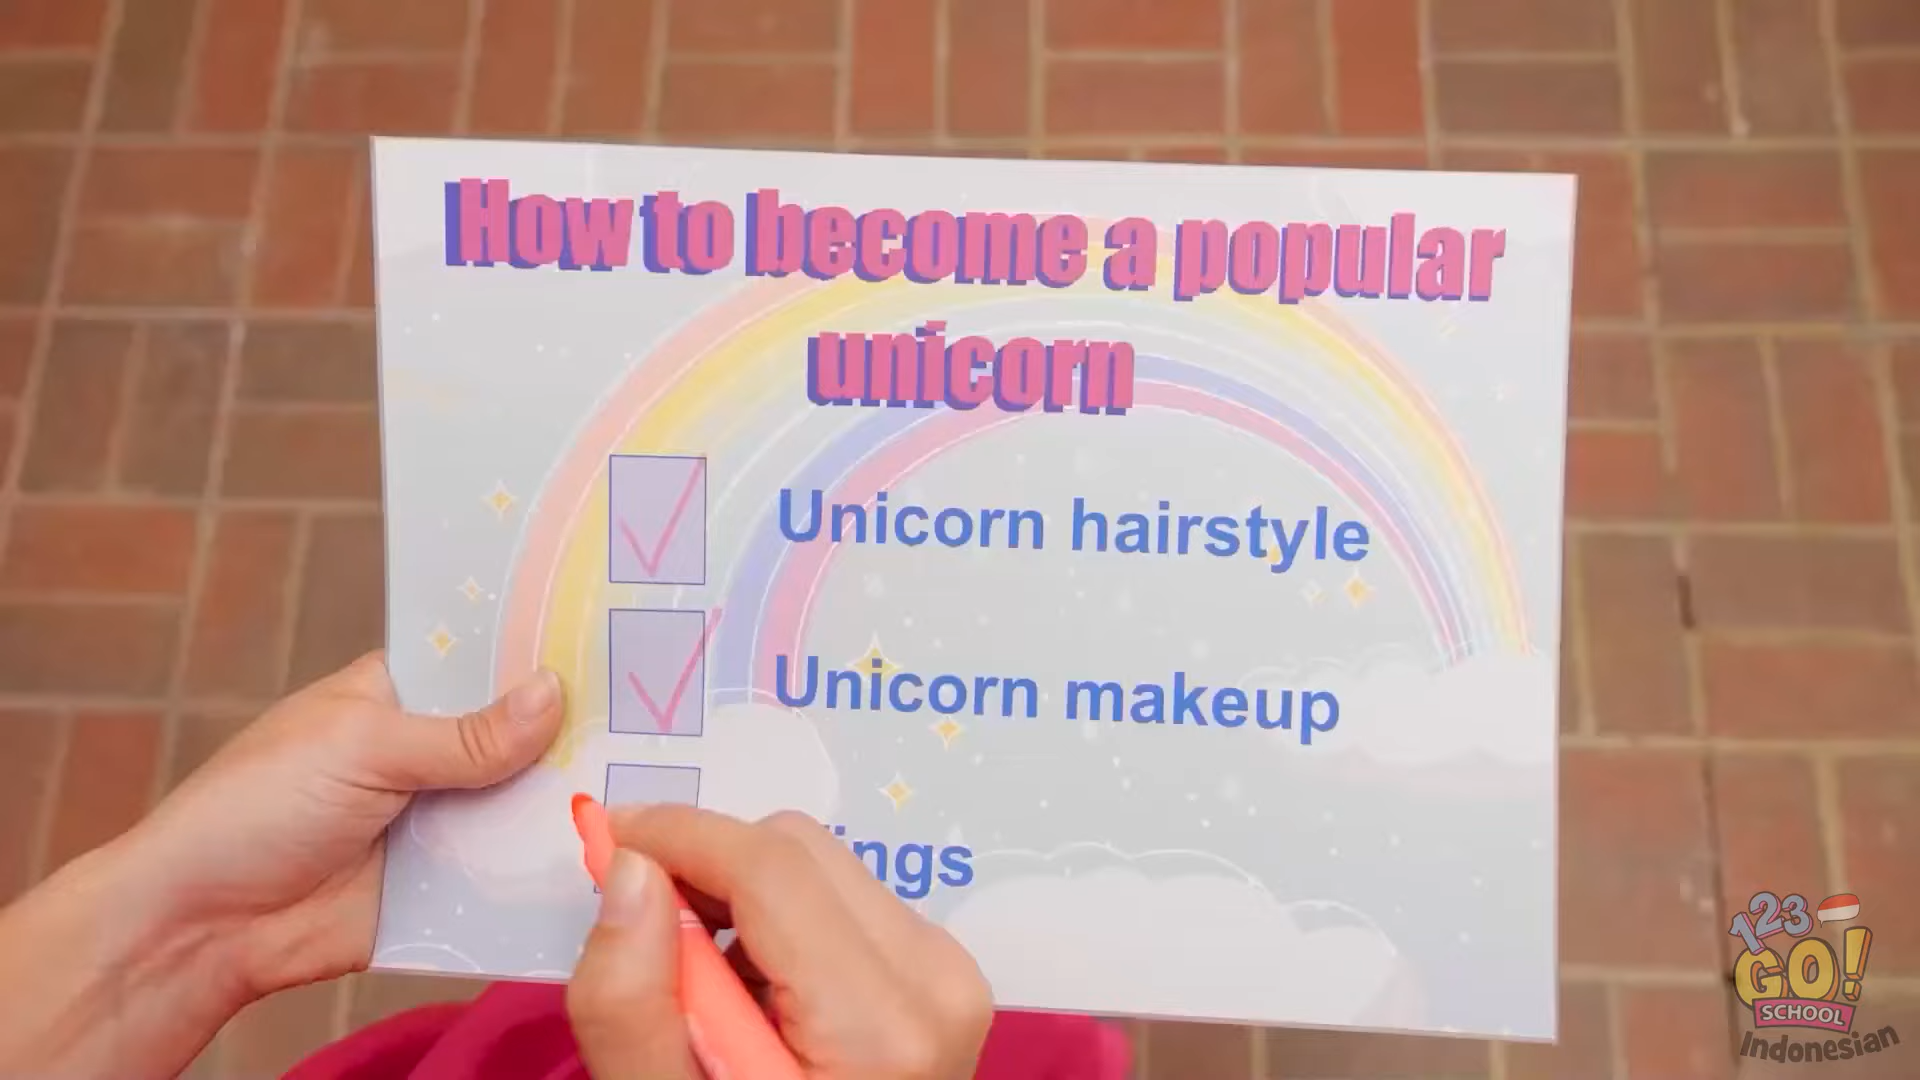 How to become a popular
unicorn
Unicorn hairstyle
Unicorn makeup
123
GO!
SCHOOL
Indonesian